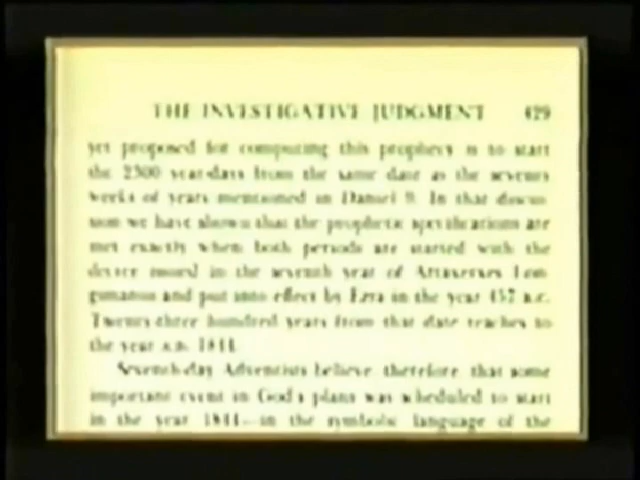 THE INVESTIGATIVE JUDGMENT 429
yet proposed for computing this prophecy is to start
the 2300 year-days from the same date as the seventy
weeks of years mentioned in Daniel 9. In that discus-
sion we have shown that the prophetic specifications are
met exactly when both periods are started with the
decree issued in the seventh year of Artaxerxes Lon-
gimanus and put into effect by Ezra in the year 457 B.C.
Twenty-three hundred years from that date reaches to
the year A.D. 1844.
Seventh-day Adventists believe therefore that some
important event in God's plans was scheduled to start
in the year 1844—in the symbolic language of the